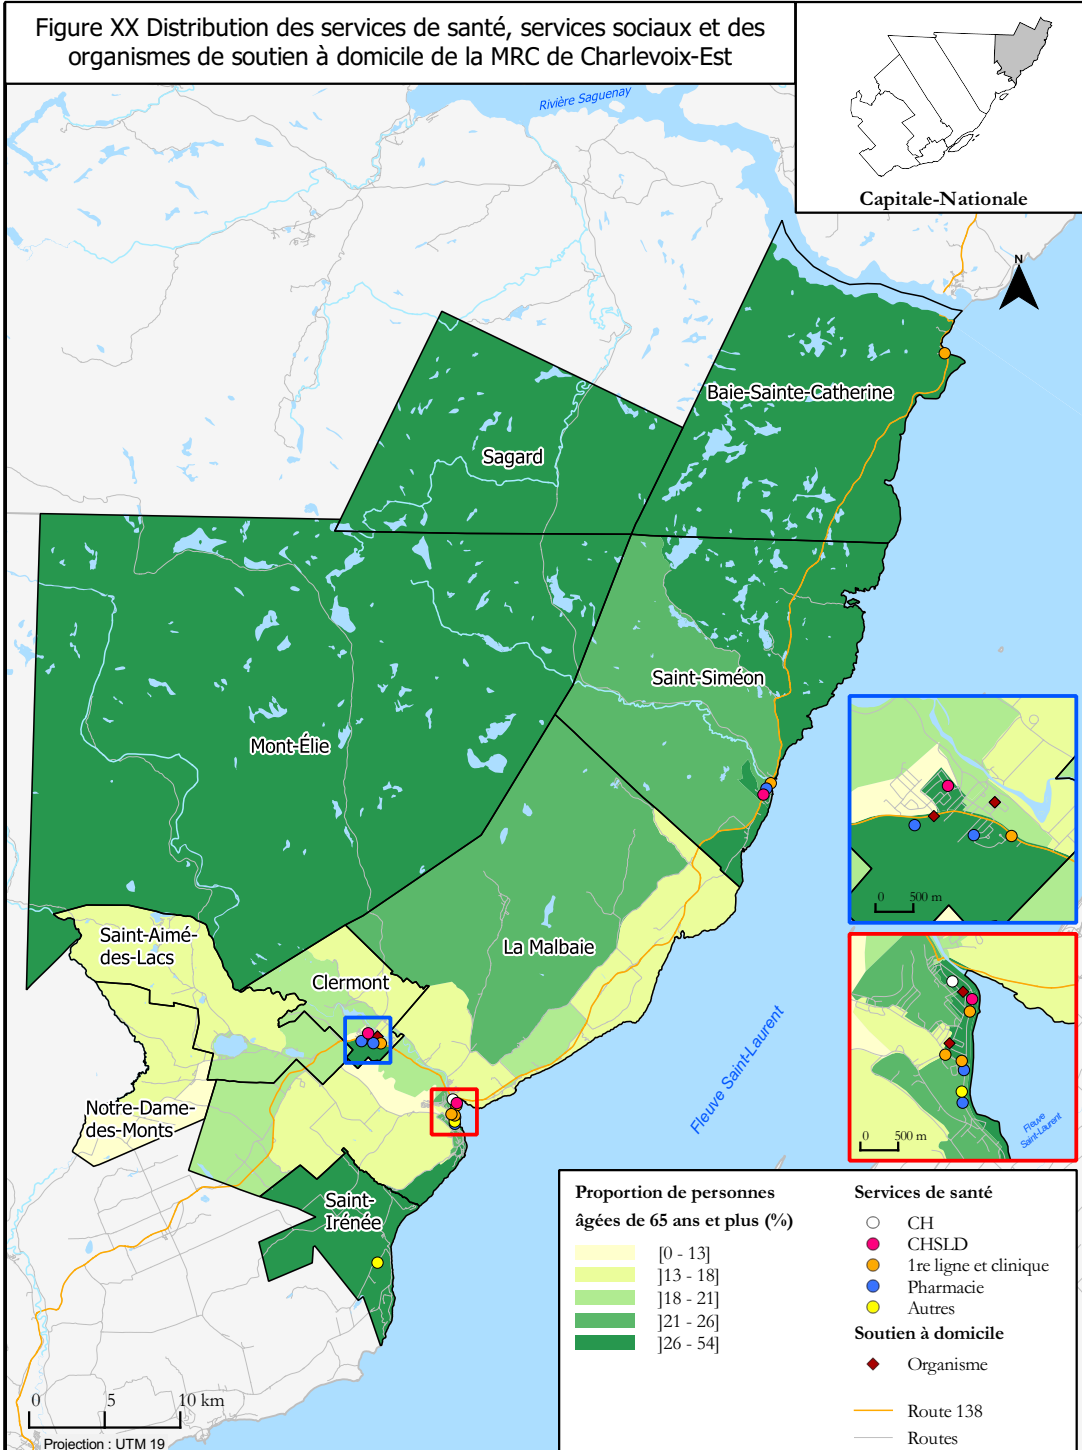 Figure XX Distribution des services de santé, services sociaux et des
organismes de soutien à domicile de la MRC de Charlevoix-Est
Capitale-Nationale
Rivière Saguenay
N
Baie-Sainte-Catherine
Sagard
Saint-Siméon
Mont-Élie
La Malbaie
Saint-Aimé-
des-Lacs
Clermont
Notre-Dame-
des-Monts
Saint-
Irénée
Fleuve Saint-Laurent
0 500 m
0 500 m
Fleuve
Saint-Laurent
Proportion de personnes
âgées de 65 ans et plus (%)
[0 - 13]
]13 - 18]
]18 - 21]
]21 - 26]
]26 - 54]
Services de santé
CH
CHSLD
1re ligne et clinique
Pharmacie
Autres
Soutien à domicile
Organisme
Route 138
Routes
0 5 10 km
Projection : UTM 19